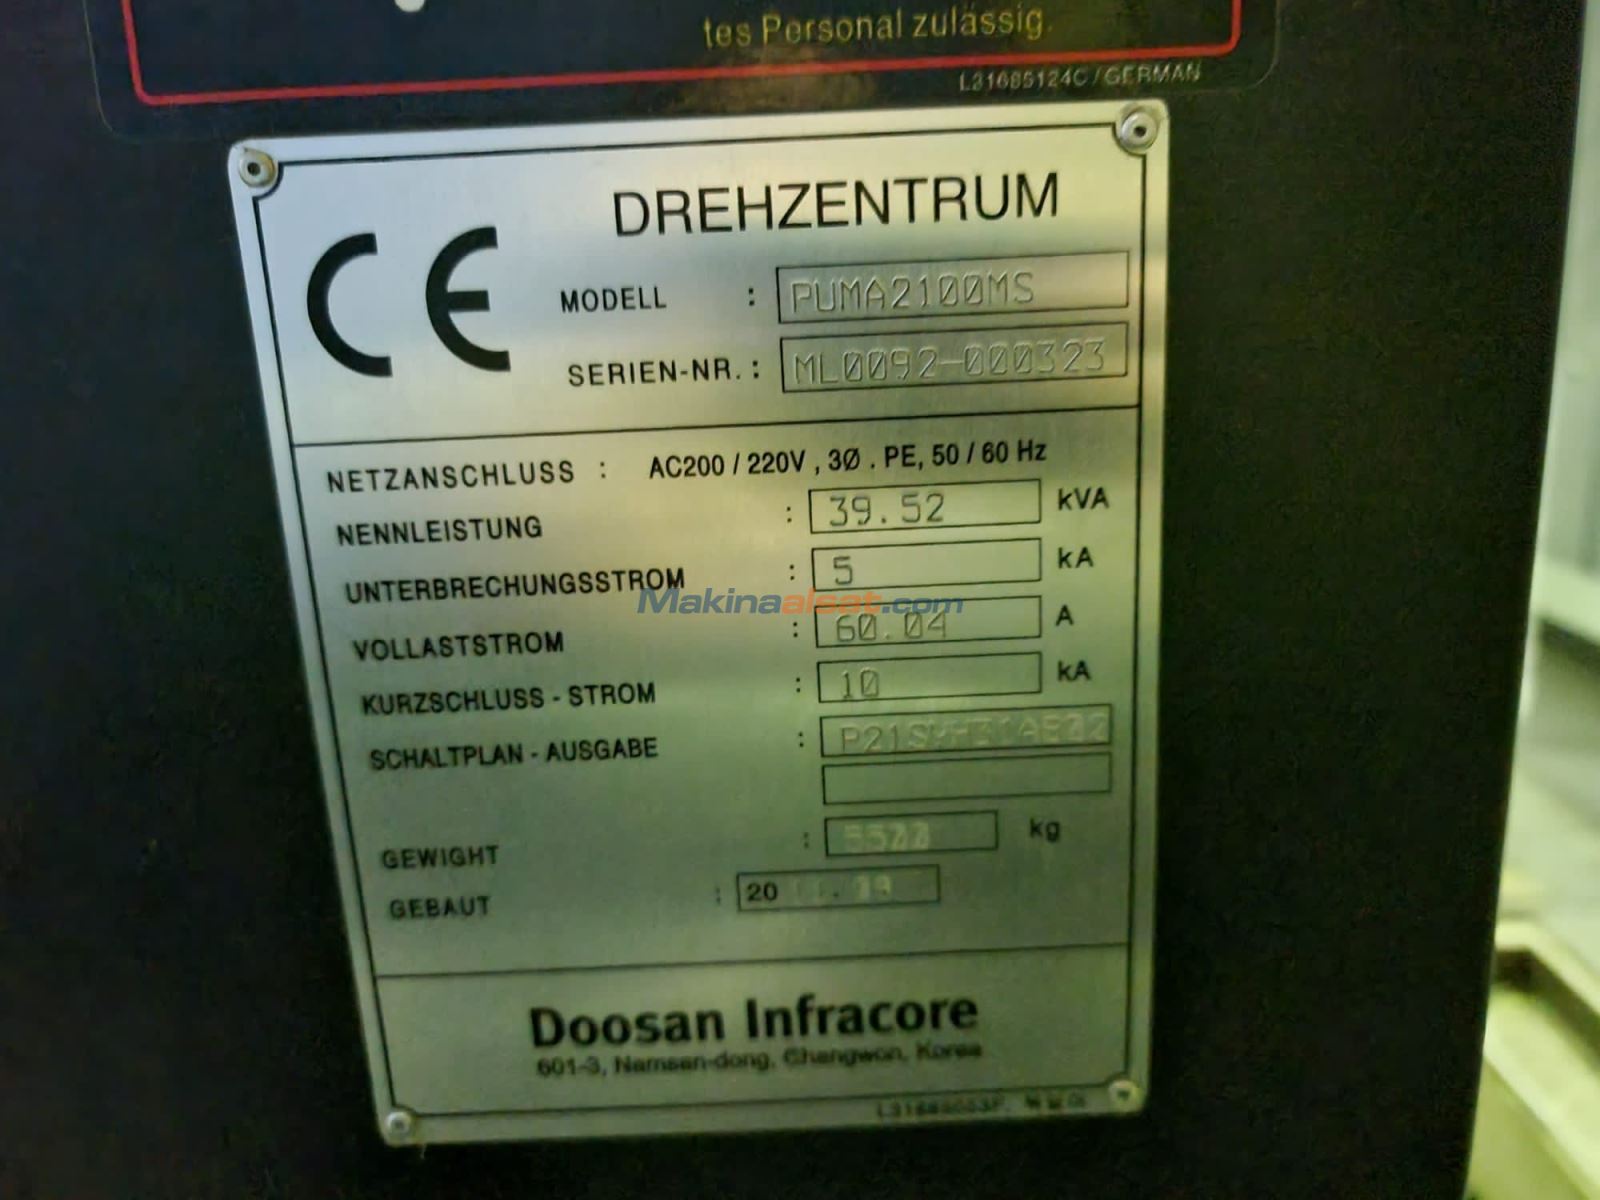 tes Personal zulässig.
L31685124C / GERMAN
CE
DREHZENTRUM
MODELL : PUMA2100MS
SERIEN-NR. : ML0092-000323
NETZANSCHLUSS : AC200 / 220V , 3Ø . PE, 50 / 60 Hz
NENNLEISTUNG : 39.52 kVA
UNTERBRECHUNGSSTROM : 5 kA
Makinaalsat.com
VOLLASTSTROM : 60.04 A
KURZSCHLUSS - STROM : 10 kA
SCHALTPLAN - AUSGABE :
GEWIGHT : 5500 kg
GEBAUT : 20
Doosan Infracore
601-3, Namsan-dong, Changwon, Korea